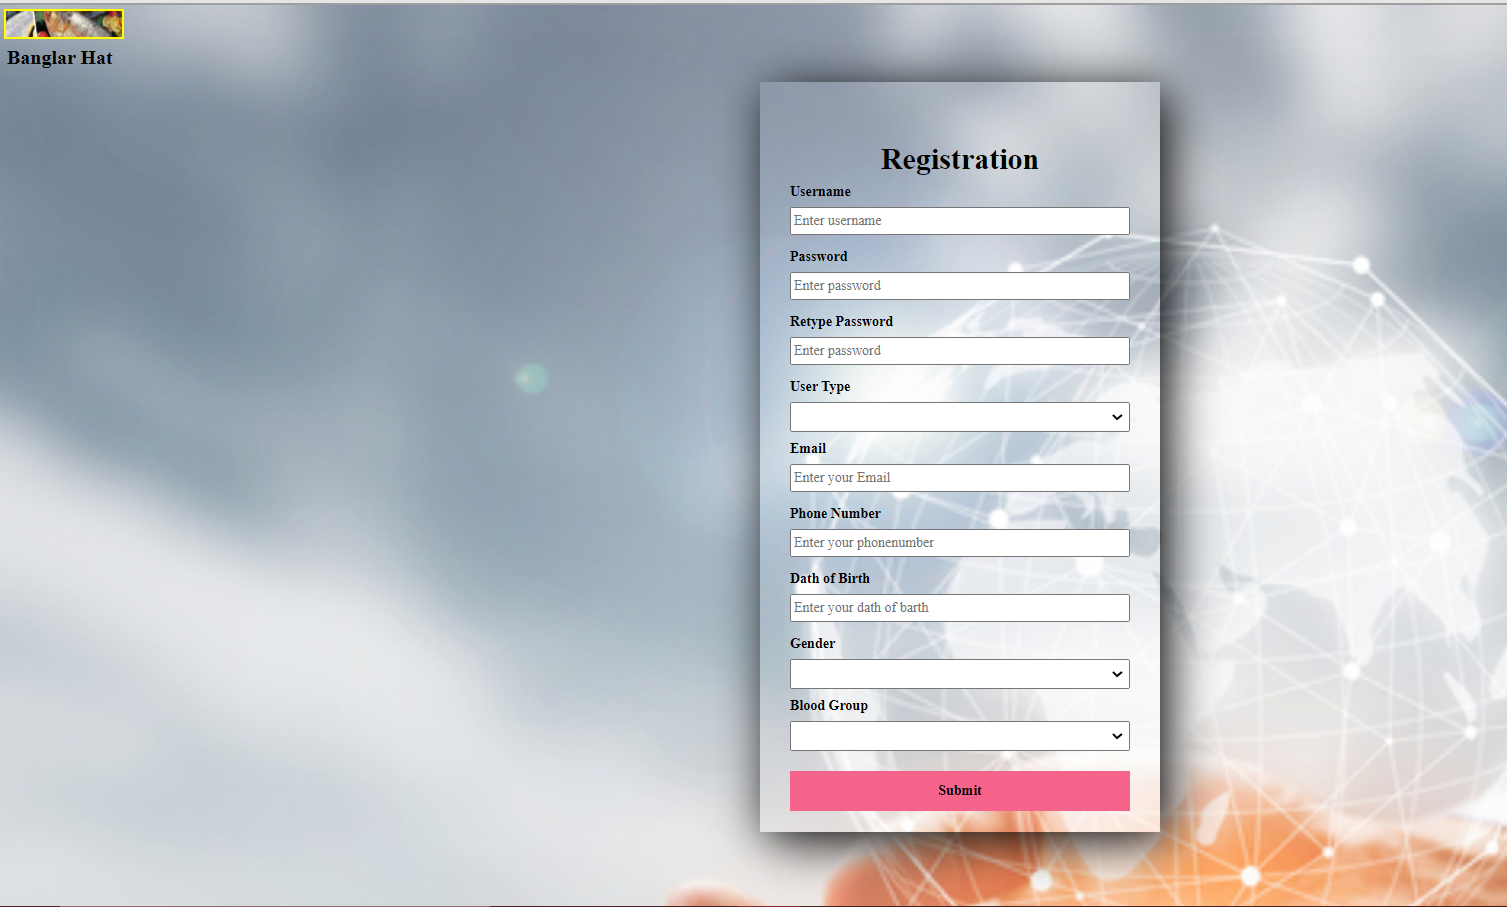 Banglar Hat
Registration
Username
Enter username
Password
Enter password
Retype Password
Enter password
User Type
Email
Enter your Email
Phone Number
Enter your phonenumber
Dath of Birth
Enter your dath of barth
Gender
Blood Group
Submit